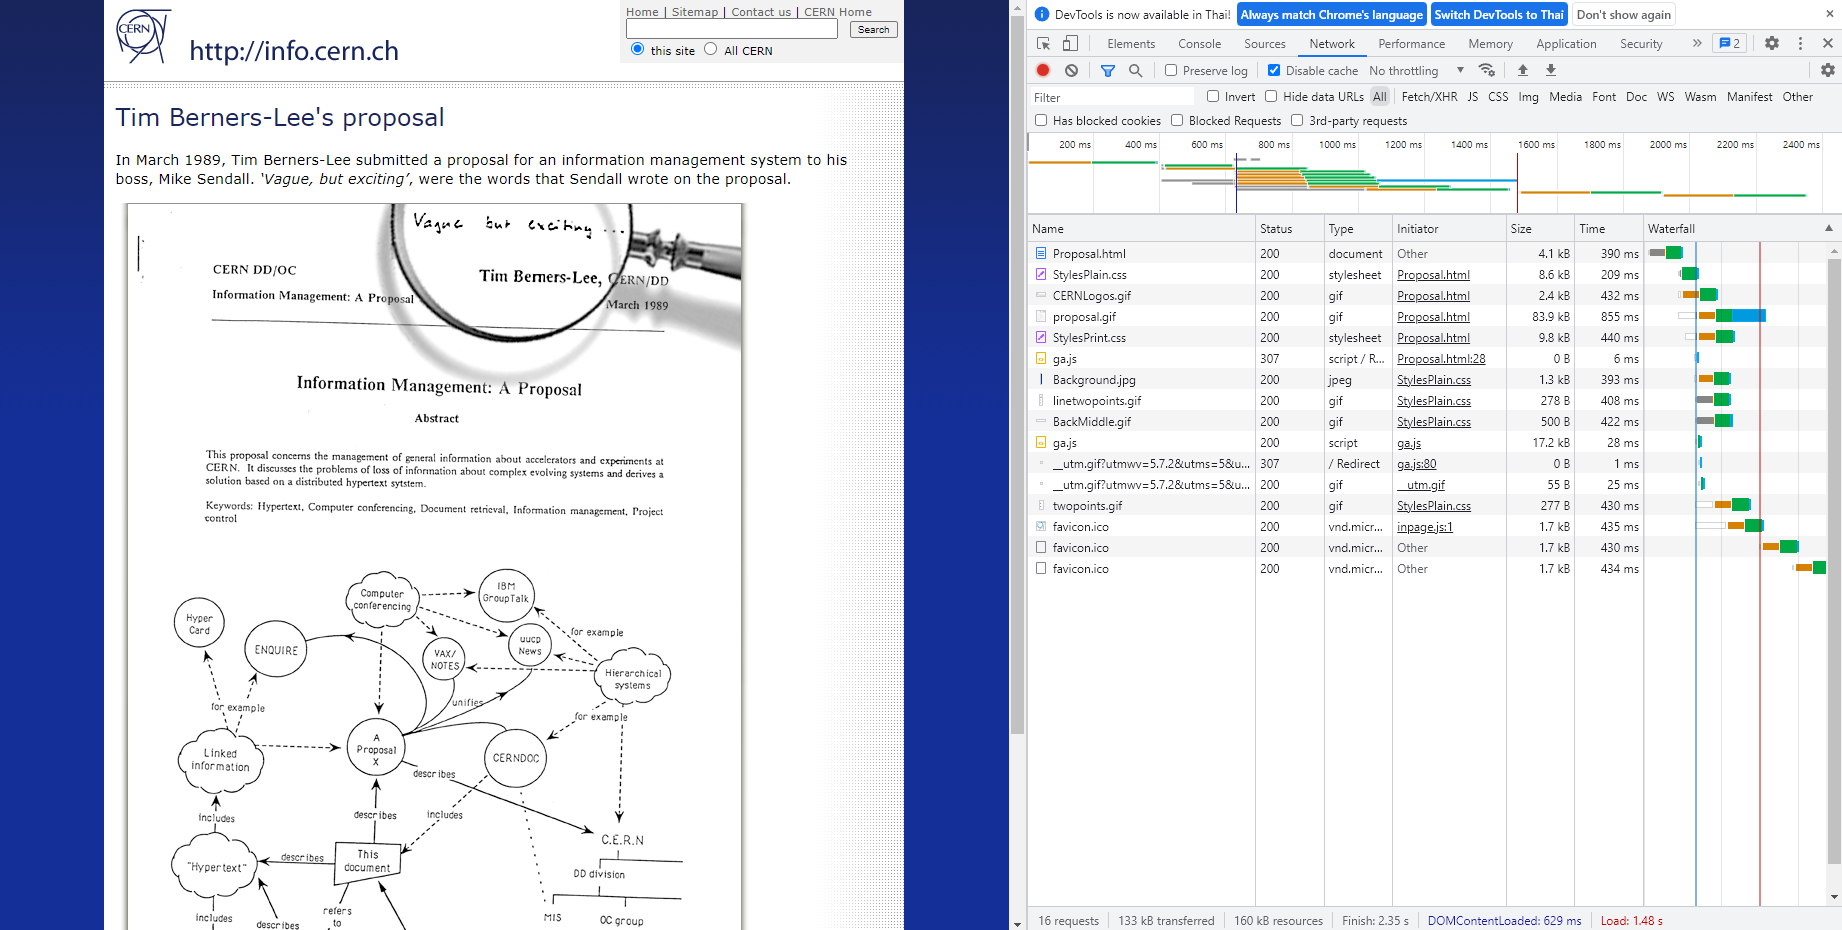 CERN
http://info.cern.ch
Home | Sitemap | Contact us | CERN Home
Search
this site All CERN
Tim Berners-Lee's proposal
In March 1989, Tim Berners-Lee submitted a proposal for an information management system to his
boss, Mike Sendall. 'Vague, but exciting', were the words that Sendall wrote on the proposal.
Vague but exciting ...
CERN DD/OC
Tim Berners-Lee, CERN/DD
Information Management: A Proposal
March 1989
Information Management: A Proposal
Abstract
This proposal concerns the management of general information about accelerators and experiments at
CERN. It discusses the problems of loss of information about complex evolving systems and derives a
solution based on a distributed hypertext sytstem.
Keywords: Hypertext, Computer conferencing, Document retrieval, Information management, Project
control
IBM
GroupTalk
Computer
conferencing
Hyper
Card
for example
uucp
News
ENQUIRE
VAX/
NOTES
Hierarchical
systems
unifies
for example
for example
A
Proposal
X
Linked
information
CERNDOC
describes
includes
describes
includes
C.E.R.N
This
document
describes
"Hypertext"
DD division
refers
to
includes
describes
MIS
OC group
DevTools is now available in Thai! Always match Chrome's language Switch DevTools to Thai Don't show again
Elements Console Sources Network Performance Memory Application Security » 2
Preserve log Disable cache No throttling
Filter Invert Hide data URLs All Fetch/XHR JS CSS Img Media Font Doc WS Wasm Manifest Other
Has blocked cookies Blocked Requests 3rd-party requests
200 ms 400 ms 600 ms 800 ms 1000 ms 1200 ms 1400 ms 1600 ms 1800 ms 2000 ms 2200 ms 2400 ms
Name Status Type Initiator Size Time Waterfall
Proposal.html 200 document Other 4.1 kB 390 ms
StylesPlain.css 200 stylesheet Proposal.html 8.6 kB 209 ms
CERNLogos.gif 200 gif Proposal.html 2.4 kB 432 ms
proposal.gif 200 gif Proposal.html 83.9 kB 855 ms
StylesPrint.css 200 stylesheet Proposal.html 9.8 kB 440 ms
ga.js 307 script / R... Proposal.html:28 0 B 6 ms
Background.jpg 200 jpeg StylesPlain.css 1.3 kB 393 ms
linetwopoints.gif 200 gif StylesPlain.css 278 B 408 ms
BackMiddle.gif 200 gif StylesPlain.css 500 B 422 ms
ga.js 200 script ga.js 17.2 kB 28 ms
__utm.gif?utmwv=5.7.2&utms=5&u... 307 / Redirect ga.js:80 0 B 1 ms
__utm.gif?utmwv=5.7.2&utms=5&u... 200 gif __utm.gif 55 B 25 ms
twopoints.gif 200 gif StylesPlain.css 277 B 430 ms
favicon.ico 200 vnd.micr... inpage.js:1 1.7 kB 435 ms
favicon.ico 200 vnd.micr... Other 1.7 kB 430 ms
favicon.ico 200 vnd.micr... Other 1.7 kB 434 ms
16 requests 133 kB transferred 160 kB resources Finish: 2.35 s DOMContentLoaded: 629 ms Load: 1.48 s